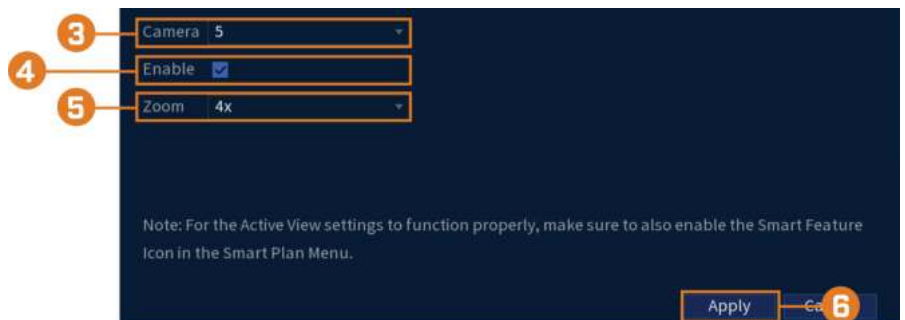 3 Camera 5
4 Enable
5 Zoom 4x
Note: For the Active View settings to function properly, make sure to also enable the Smart Feature
Icon in the Smart Plan Menu.
Apply 6